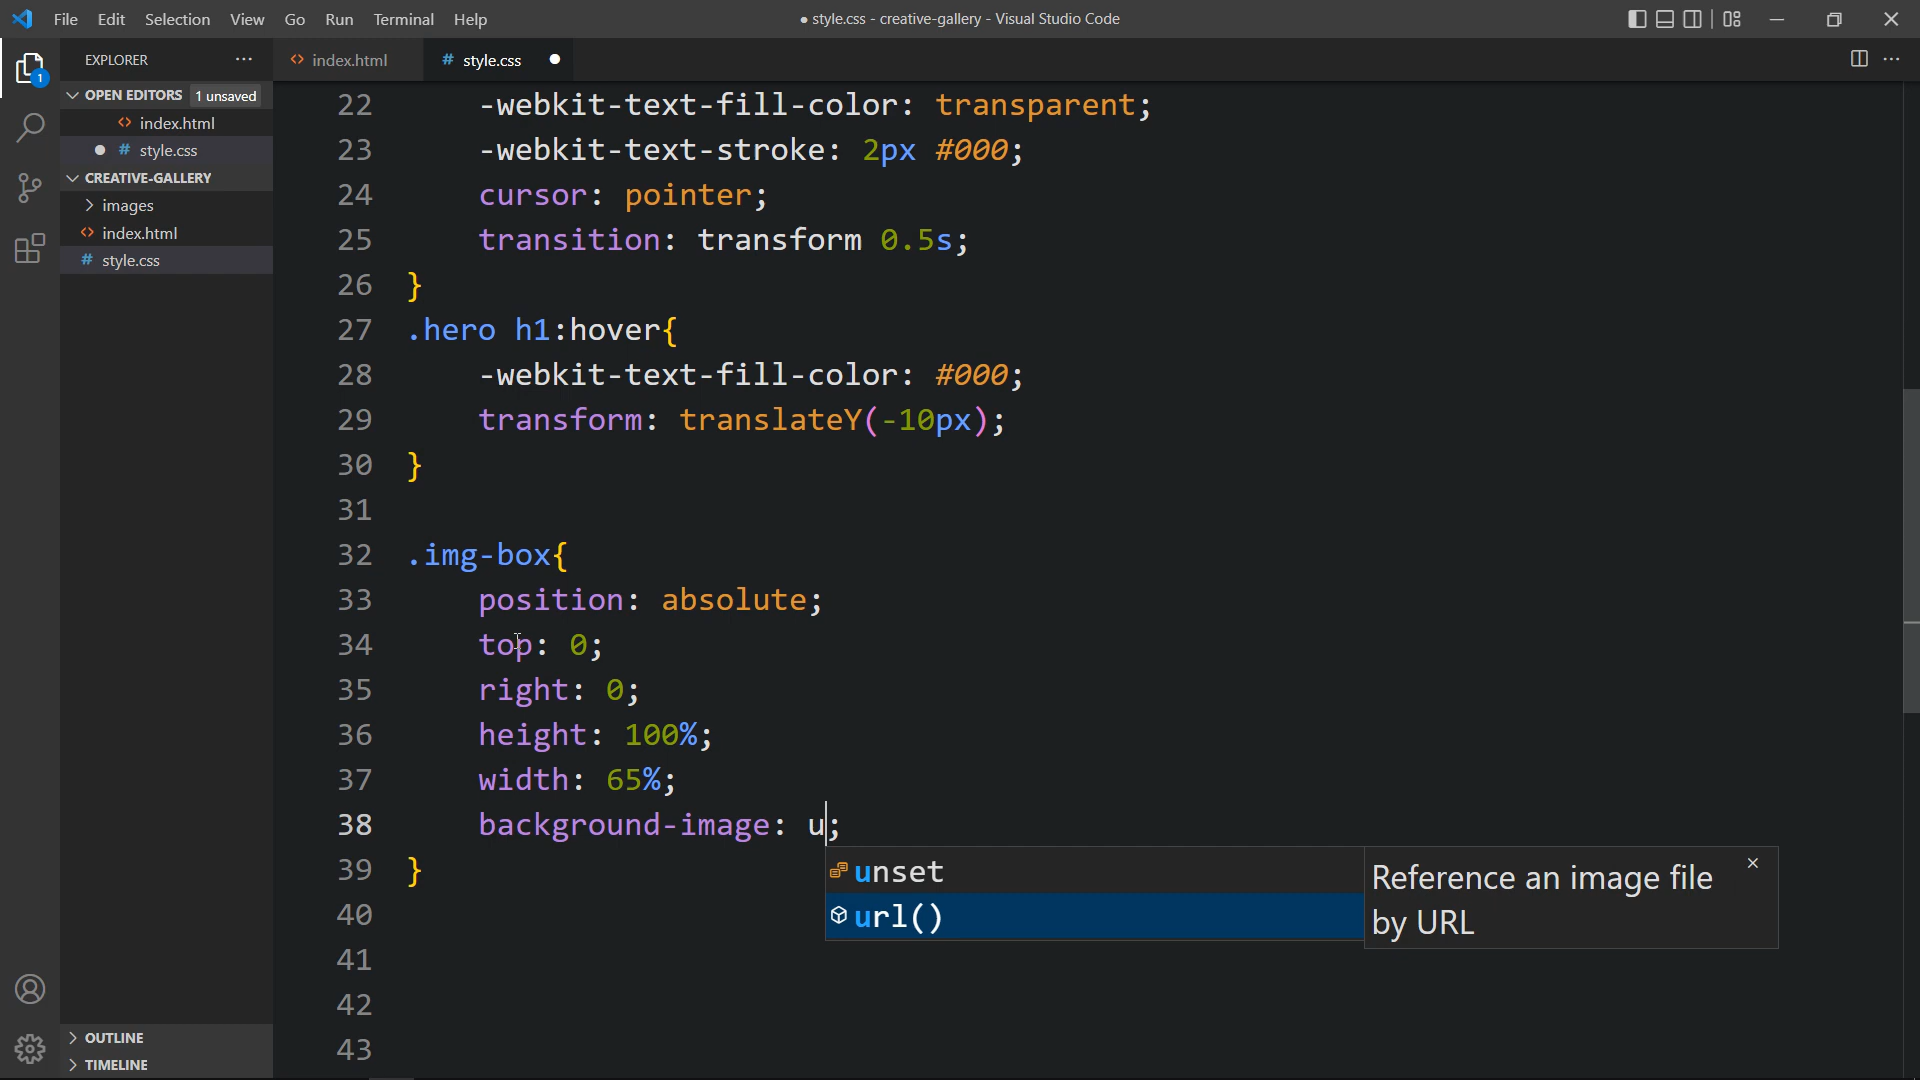 File Edit Selection View Go Run Terminal Help
● style.css - creative-gallery - Visual Studio Code
EXPLORER
<> index.html
# style.css ●
OPEN EDITORS 1 unsaved
<> index.html
● # style.css
CREATIVE-GALLERY
images
<> index.html
# style.css
1
22 -webkit-text-fill-color: transparent;
23 -webkit-text-stroke: 2px #000;
24 cursor: pointer;
25 transition: transform 0.5s;
26 }
27 .hero h1:hover{
28 -webkit-text-fill-color: #000;
29 transform: translateY(-10px);
30 }
31
32 .img-box{
33 position: absolute;
34 top: 0;
35 right: 0;
36 height: 100%;
37 width: 65%;
38 background-image: u;
39 }
40
41
42
43
unset
url()
Reference an image file
by URL
OUTLINE
TIMELINE